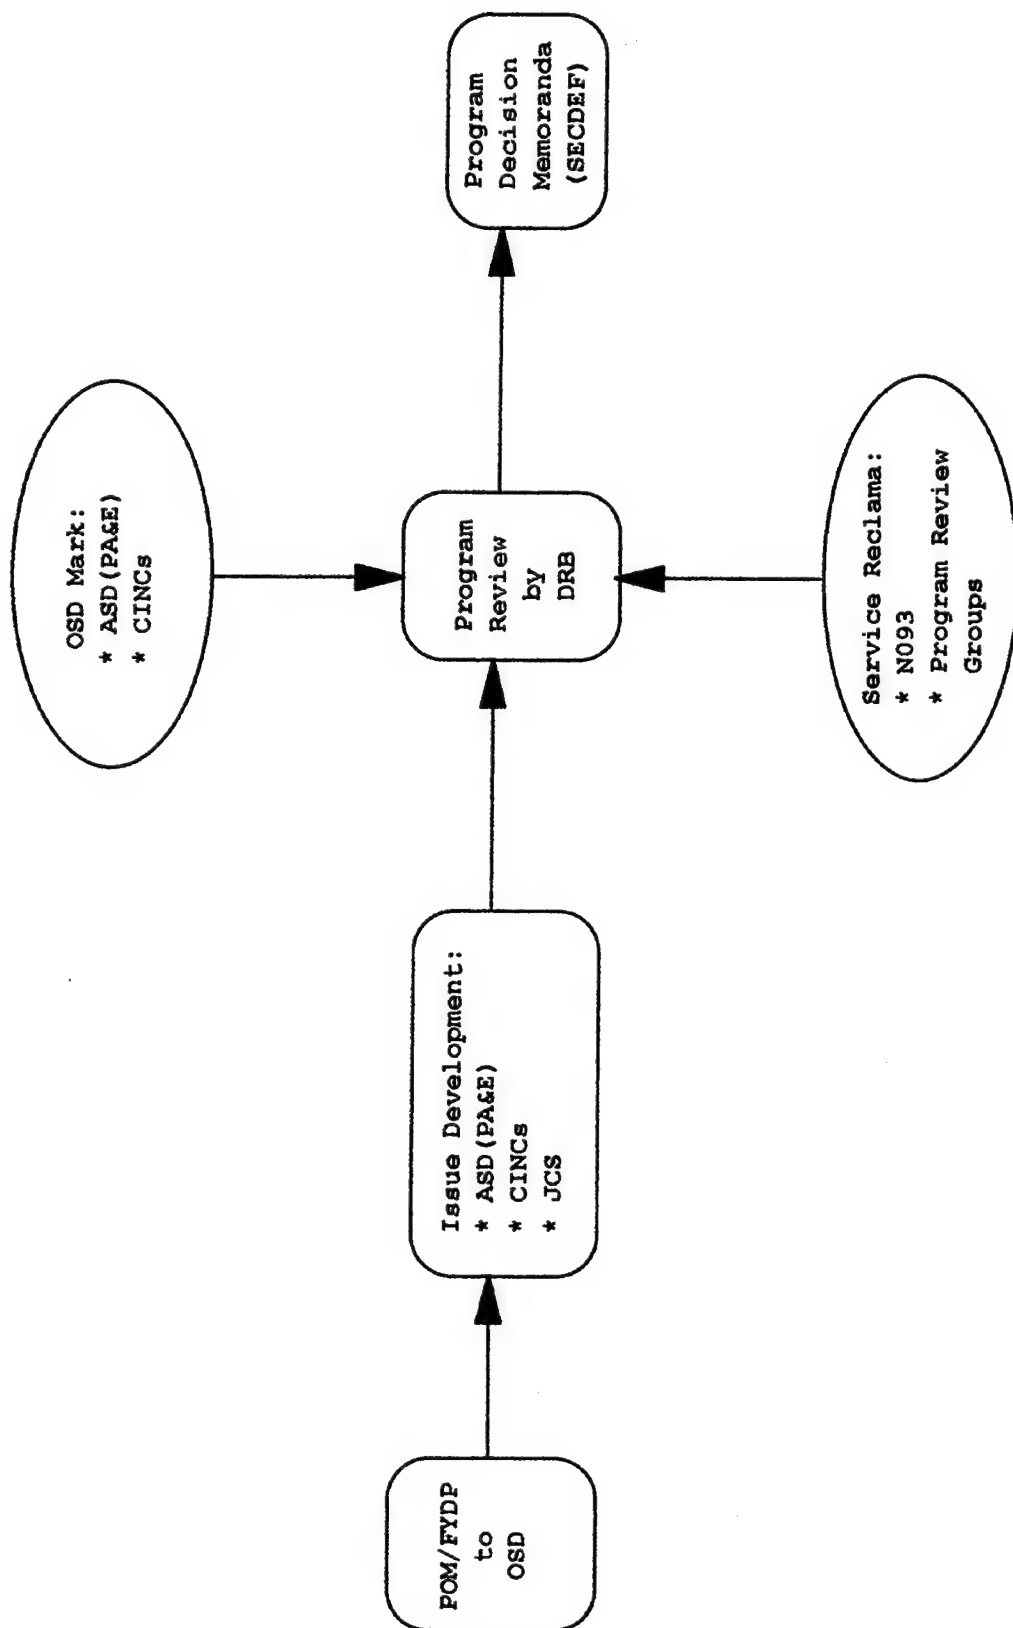 POM/FYDP
to
OSD
Issue Development:
* ASD(PA&E)
* CINCs
* JCS
OSD Mark:
* ASD(PA&E)
* CINCs
Program
Review
by
DRB
Service Reclama:
* N093
* Program Review
Groups
Program
Decision
Memoranda
(SECDEF)